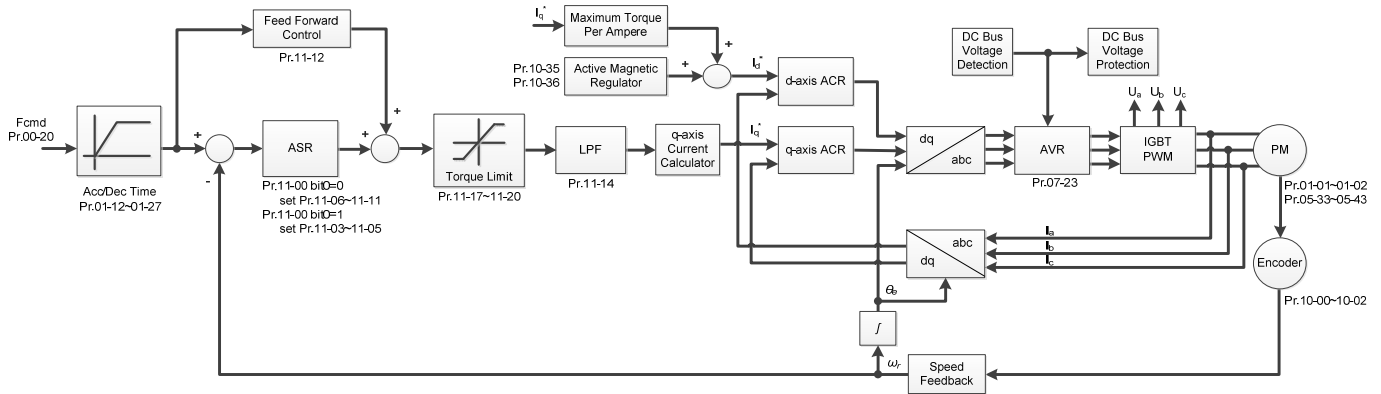 Feed Forward
Control
Pr.11-12
Fcmd
Pr.00-20
Acc/Dec Time
Pr.01-12~01-27
+
-
ASR
Pr.11-00 bit0=0
set Pr.11-06~11-11
Pr.11-00 bit0=1
set Pr.11-03~11-05
+
+
Torque Limit
Pr.11-17~11-20
LPF
Pr.11-14
q-axis
Current
Calculator
Iq*
Maximum Torque
Per Ampere
+
Pr.10-35
Pr.10-36
Active Magnetic
Regulator
+
Id*
d-axis ACR
Iq*
q-axis ACR
dq
abc
DC Bus
Voltage
Detection
DC Bus
Voltage
Protection
AVR
Pr.07-23
Ua Ub Uc
IGBT
PWM
PM
Pr.01-01~01-02
Pr.05-33~05-43
Ia
Ib
Ic
abc
dq
Encoder
Pr.10-00~10-02
θe
∫
ωr
Speed
Feedback